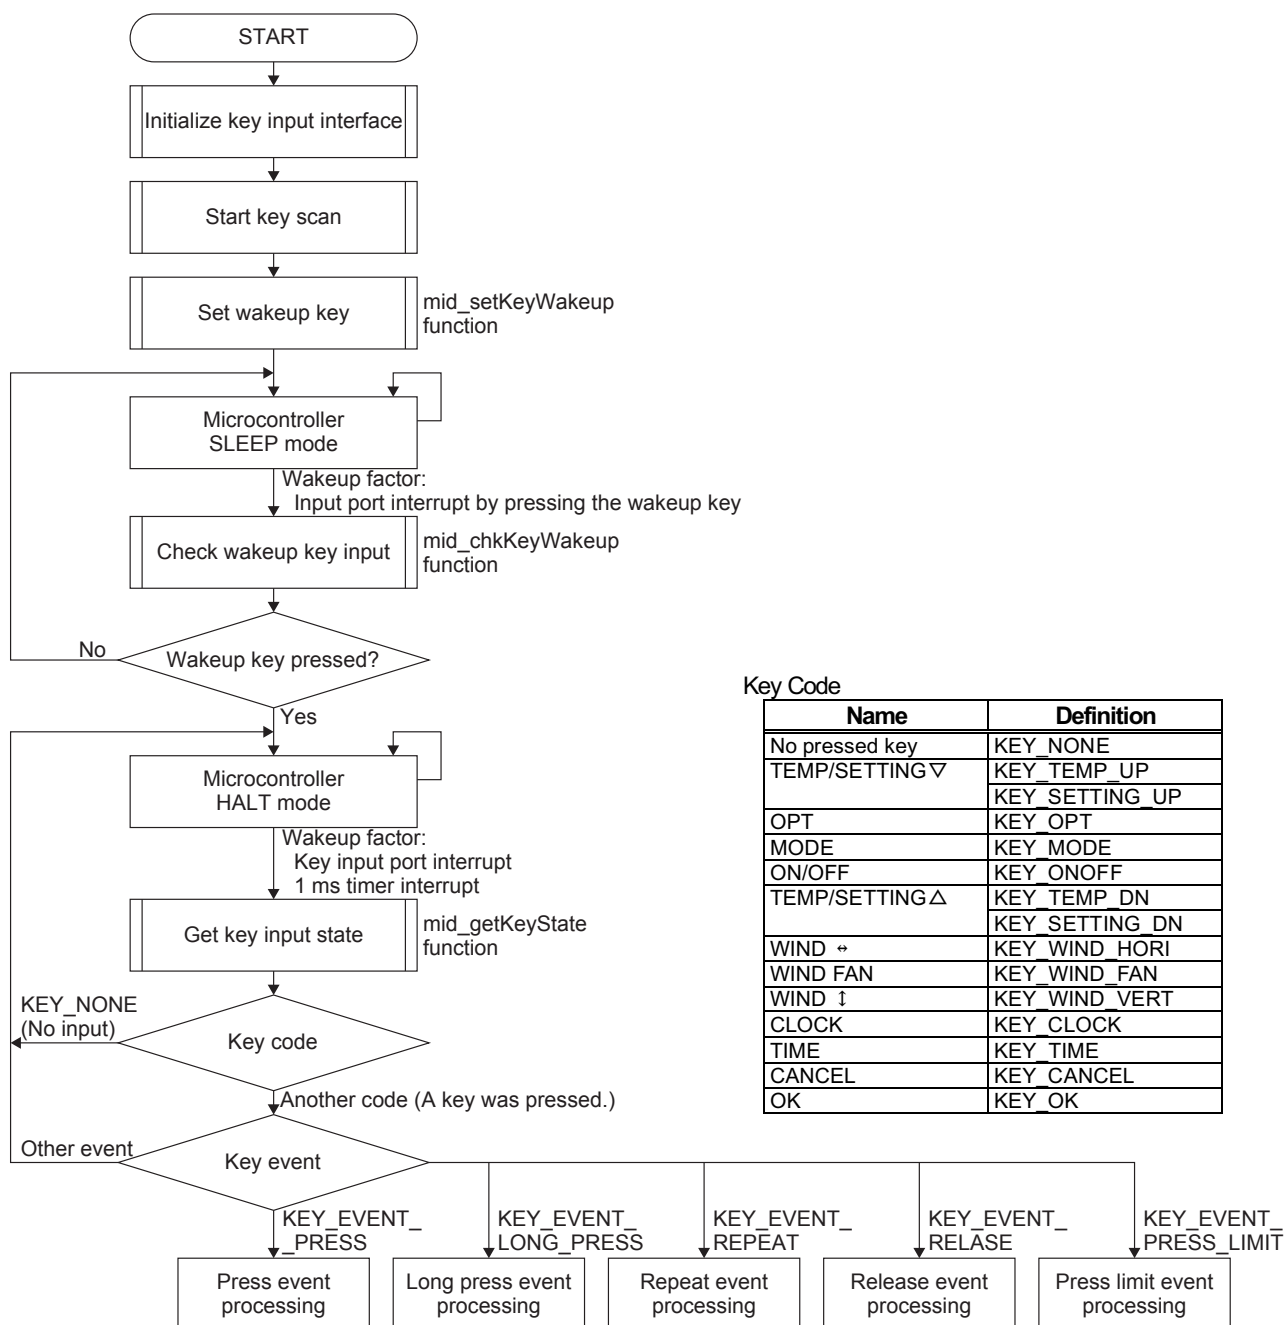 START
Initialize key input interface
Start key scan
Set wakeup key
mid_setKeyWakeup
function
Microcontroller
SLEEP mode
Wakeup factor:
Input port interrupt by pressing the wakeup key
Check wakeup key input
mid_chkKeyWakeup
function
No
Wakeup key pressed?
Yes
Microcontroller
HALT mode
Wakeup factor:
Key input port interrupt
1 ms timer interrupt
Get key input state
mid_getKeyState
function
KEY_NONE
(No input)
Key code
Another code (A key was pressed.)
Other event
Key event
KEY_EVENT_
_PRESS
KEY_EVENT_
LONG_PRESS
KEY_EVENT_
REPEAT
KEY_EVENT_
RELASE
KEY_EVENT_
PRESS_LIMIT
Press event
processing
Long press event
processing
Repeat event
processing
Release event
processing
Press limit event
processing
Key Code
Name Definition
No pressed key KEY_NONE
TEMP/SETTING▽ KEY_TEMP_UP
KEY_SETTING_UP
OPT KEY_OPT
MODE KEY_MODE
ON/OFF KEY_ONOFF
TEMP/SETTING△ KEY_TEMP_DN
KEY_SETTING_DN
WIND ↔ KEY_WIND_HORI
WIND FAN KEY_WIND_FAN
WIND ↕ KEY_WIND_VERT
CLOCK KEY_CLOCK
TIME KEY_TIME
CANCEL KEY_CANCEL
OK KEY_OK